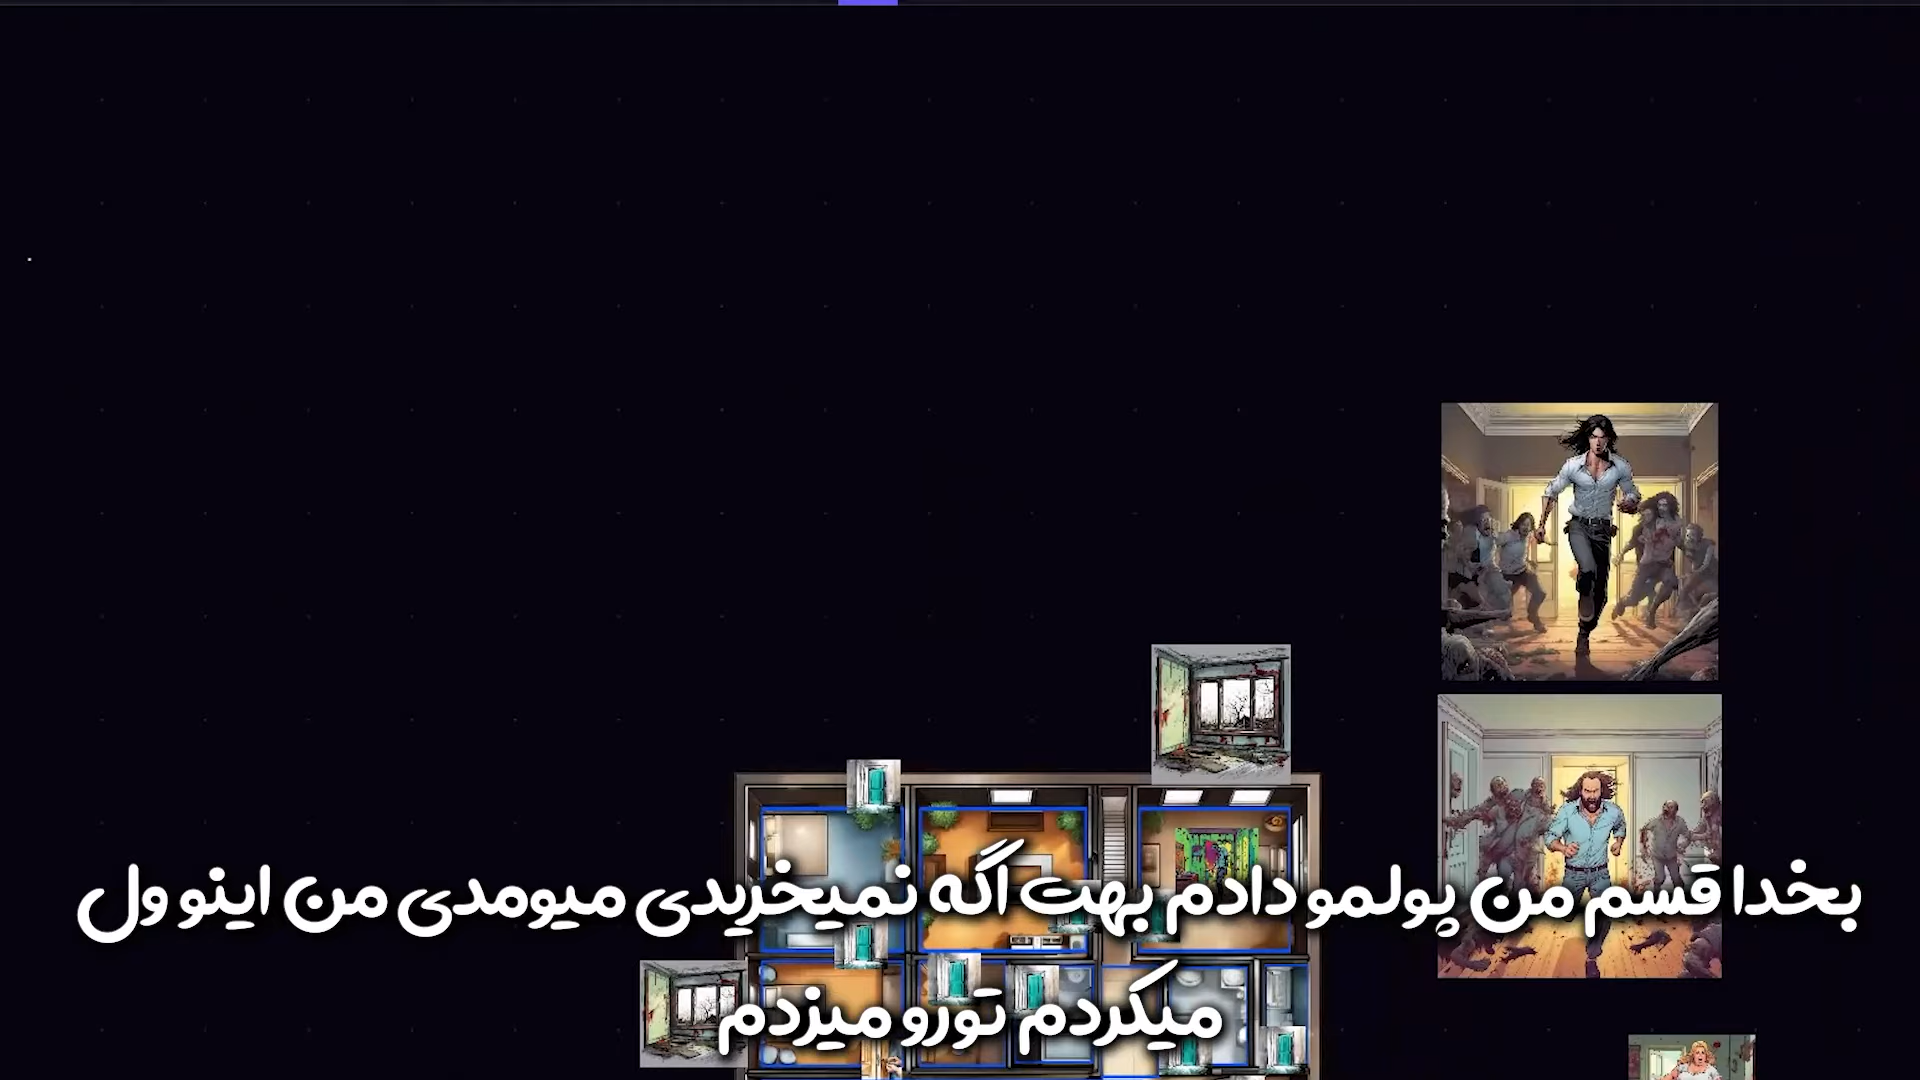 بخدا قسم من پولمو دادم بهت اگه نمیخریدی میومدی من اینو ول
میکردم تورو میزدم